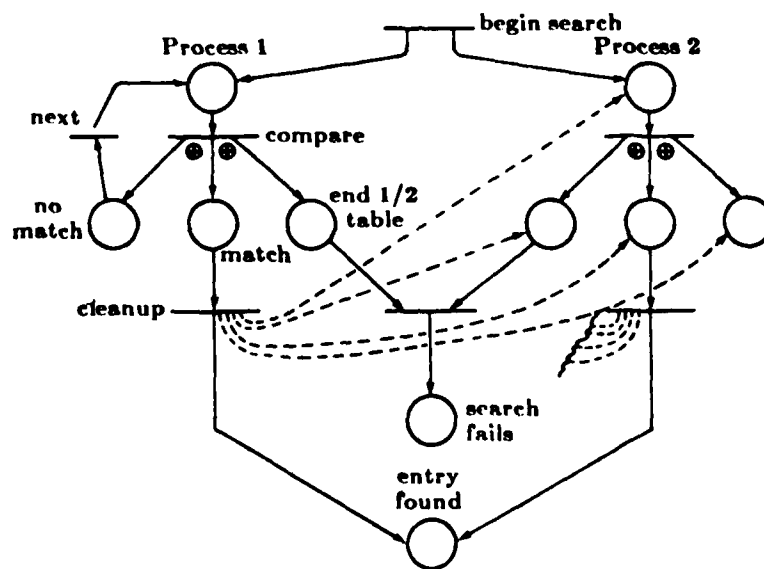 begin search
Process 1
Process 2
next
compare
no
match
match
end 1/2
table
cleanup
search
fails
entry
found